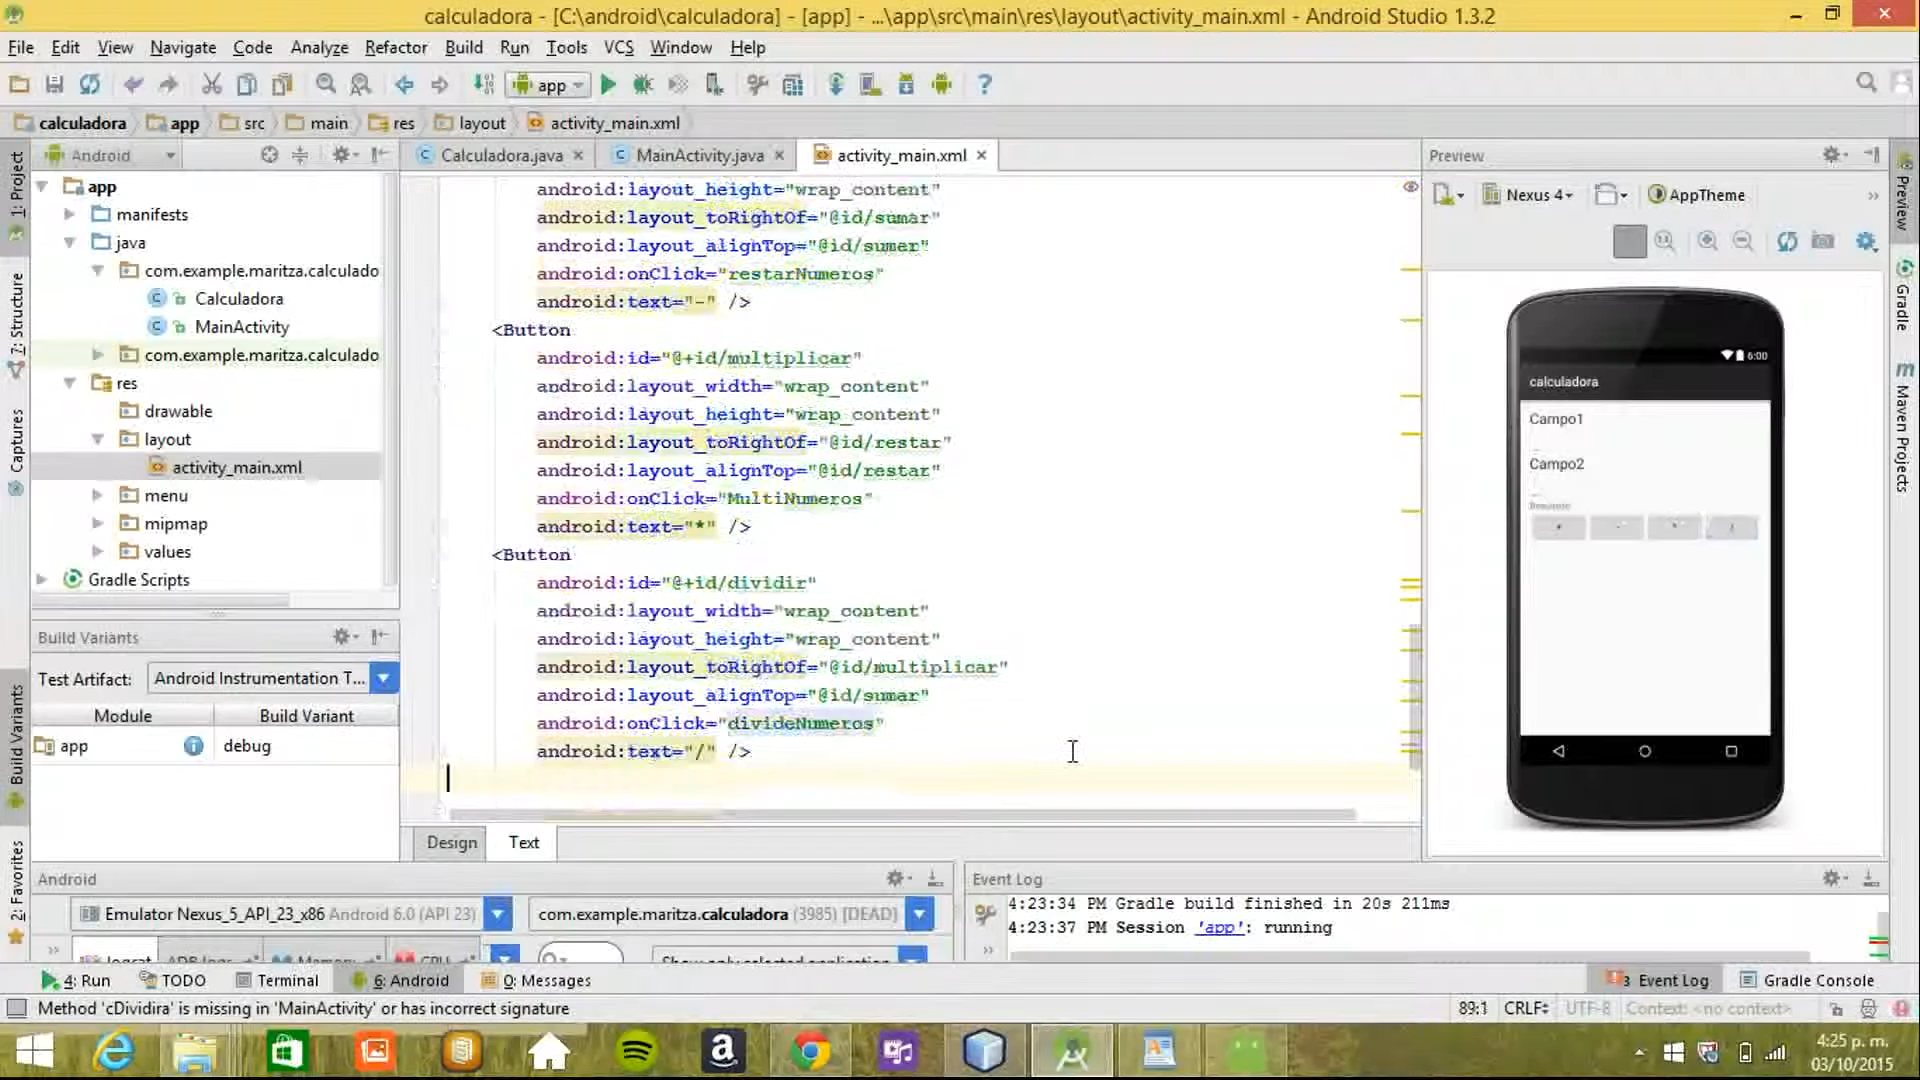 calculadora - [C:\android\calculadora] - [app] - ...\app\src\main\res\layout\activity_main.xml - Android Studio 1.3.2
File Edit View Navigate Code Analyze Refactor Build Run Tools VCS Window Help
app
calculadora app src main res layout activity_main.xml
1: Project
7: Structure
Captures
Build Variants
2: Favorites
Android
app
manifests
java
com.example.maritza.calculado
Calculadora
MainActivity
com.example.maritza.calculado
res
drawable
layout
activity_main.xml
menu
mipmap
values
Gradle Scripts
Build Variants
Test Artifact: Android Instrumentation T...
Module Build Variant
app debug
Calculadora.java MainActivity.java activity_main.xml
android:layout_height="wrap_content"
android:layout_toRightOf="@id/sumar"
android:layout_alignTop="@id/sumar"
android:onClick="restarNumeros"
android:text="-" />
<Button
android:id="@+id/multiplicar"
android:layout_width="wrap_content"
android:layout_height="wrap_content"
android:layout_toRightOf="@id/restar"
android:layout_alignTop="@id/restar"
android:onClick="MultiNumeros"
android:text="*" />
<Button
android:id="@+id/dividir"
android:layout_width="wrap_content"
android:layout_height="wrap_content"
android:layout_toRightOf="@id/multiplicar"
android:layout_alignTop="@id/sumar"
android:onClick="divideNumeros"
android:text="/" />
Design Text
Preview
Nexus 4 AppTheme
6:00
calculadora
Campo1
Campo2
Preview
Gradle
m Maven Projects
Android
Emulator Nexus_5_API_23_x86 Android 6.0 (API 23)
com.example.maritza.calculadora (3985) [DEAD]
logcat ADB logs Memory CPU
Show only selected application
Event Log
4:23:34 PM Gradle build finished in 20s 211ms
4:23:37 PM Session 'app': running
4: Run TODO Terminal 6: Android 0: Messages
3 Event Log Gradle Console
Method 'cDividira' is missing in 'MainActivity' or has incorrect signature
89:1 CRLF UTF-8 Context: <no context>
4:25 p. m.
03/10/2015